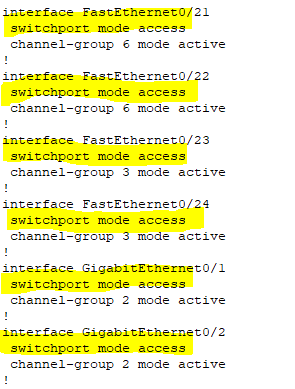 interface FastEthernet0/21
switchport mode access
channel-group 6 mode active
!
interface FastEthernet0/22
switchport mode access
channel-group 6 mode active
!
interface FastEthernet0/23
switchport mode access
channel-group 3 mode active
!
interface FastEthernet0/24
switchport mode access
channel-group 3 mode active
!
interface GigabitEthernet0/1
switchport mode access
channel-group 2 mode active
!
interface GigabitEthernet0/2
switchport mode access
channel-group 2 mode active
!